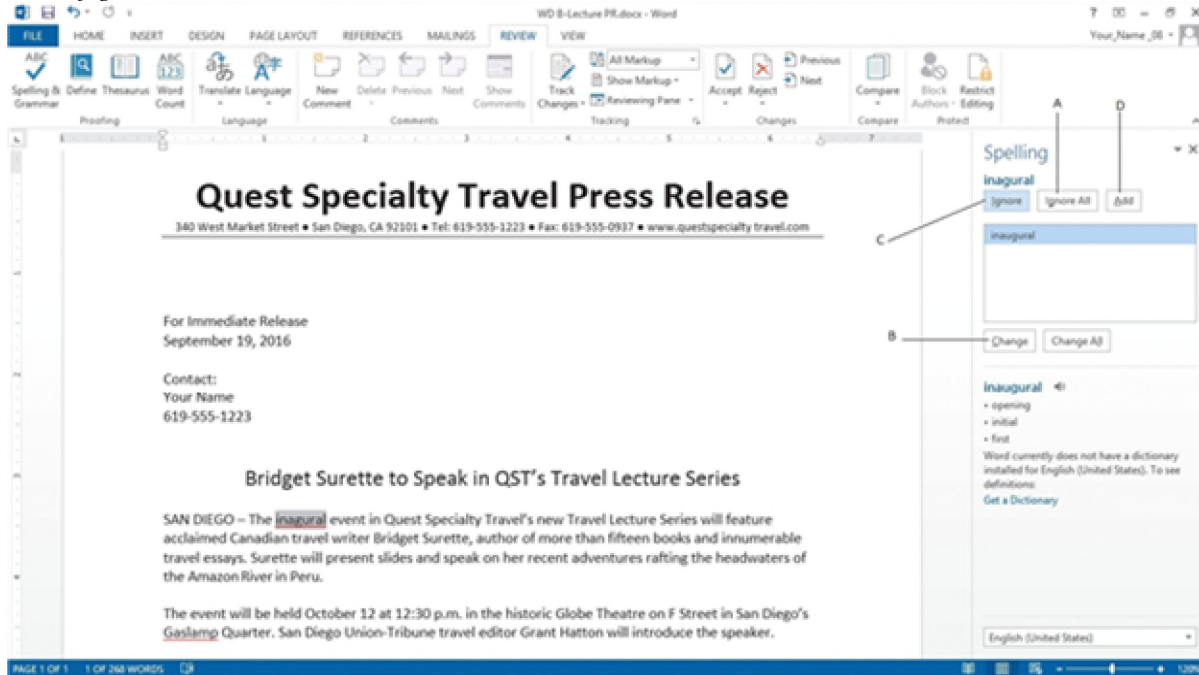 WD B-Lecture PR.docx - Word
FILE HOME INSERT DESIGN PAGE LAYOUT REFERENCES MAILINGS REVIEW VIEW
Your_Name_08
ABC
Spelling & Grammar
Define
Thesaurus
ABC 123
Word Count
Translate
Language
New Comment
Delete
Previous
Next
Show Comments
Track Changes
All Markup
Show Markup
Reviewing Pane
Accept
Reject
Previous
Next
Compare
Block Authors
Restrict Editing
Proofing
Language
Comments
Tracking
Changes
Compare
Protect
A
D
1 2 3 4 5 6 7
Quest Specialty Travel Press Release
340 West Market Street • San Diego, CA 92101 • Tel: 619-555-1223 • Fax: 619-555-0937 • www.questspecialty travel.com
For Immediate Release
September 19, 2016
Contact:
Your Name
619-555-1223
Bridget Surette to Speak in QST's Travel Lecture Series
SAN DIEGO – The inagural event in Quest Specialty Travel's new Travel Lecture Series will feature
acclaimed Canadian travel writer Bridget Surette, author of more than fifteen books and innumerable
travel essays. Surette will present slides and speak on her recent adventures rafting the headwaters of
the Amazon River in Peru.
The event will be held October 12 at 12:30 p.m. in the historic Globe Theatre on F Street in San Diego's
Gaslamp Quarter. San Diego Union-Tribune travel editor Grant Hatton will introduce the speaker.
Spelling
inagural
Ignore Ignore All Add
C
inaugural
B
Change Change All
inaugural
• opening
• initial
• first
Word currently does not have a dictionary
installed for English (United States). To see
definitions:
Get a Dictionary
English (United States)
PAGE 1 OF 1 1 OF 268 WORDS
120%